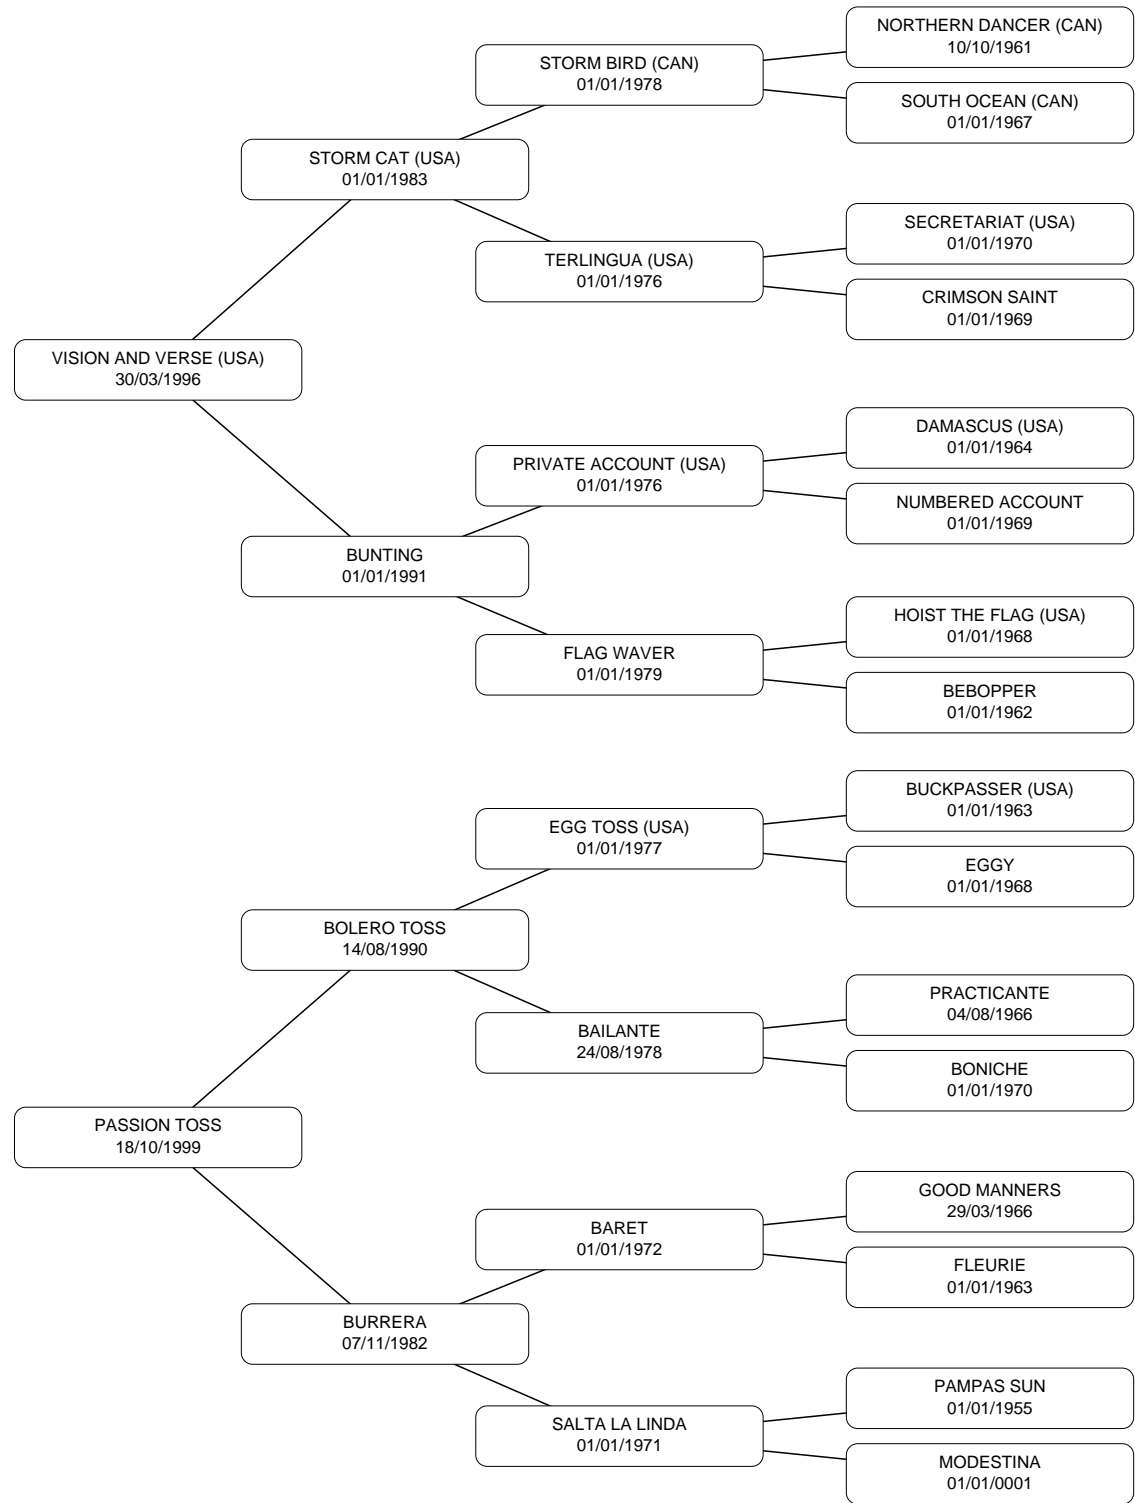 NORTHERN DANCER (CAN)
10/10/1961
STORM BIRD (CAN)
01/01/1978
SOUTH OCEAN (CAN)
01/01/1967
STORM CAT (USA)
01/01/1983
SECRETARIAT (USA)
01/01/1970
TERLINGUA (USA)
01/01/1976
CRIMSON SAINT
01/01/1969
VISION AND VERSE (USA)
30/03/1996
DAMASCUS (USA)
01/01/1964
PRIVATE ACCOUNT (USA)
01/01/1976
NUMBERED ACCOUNT
01/01/1969
BUNTING
01/01/1991
HOIST THE FLAG (USA)
01/01/1968
FLAG WAVER
01/01/1979
BEBOPPER
01/01/1962
BUCKPASSER (USA)
01/01/1963
EGG TOSS (USA)
01/01/1977
EGGY
01/01/1968
BOLERO TOSS
14/08/1990
PRACTICANTE
04/08/1966
BAILANTE
24/08/1978
BONICHE
01/01/1970
PASSION TOSS
18/10/1999
GOOD MANNERS
29/03/1966
BARET
01/01/1972
FLEURIE
01/01/1963
BURRERA
07/11/1982
PAMPAS SUN
01/01/1955
SALTA LA LINDA
01/01/1971
MODESTINA
01/01/0001